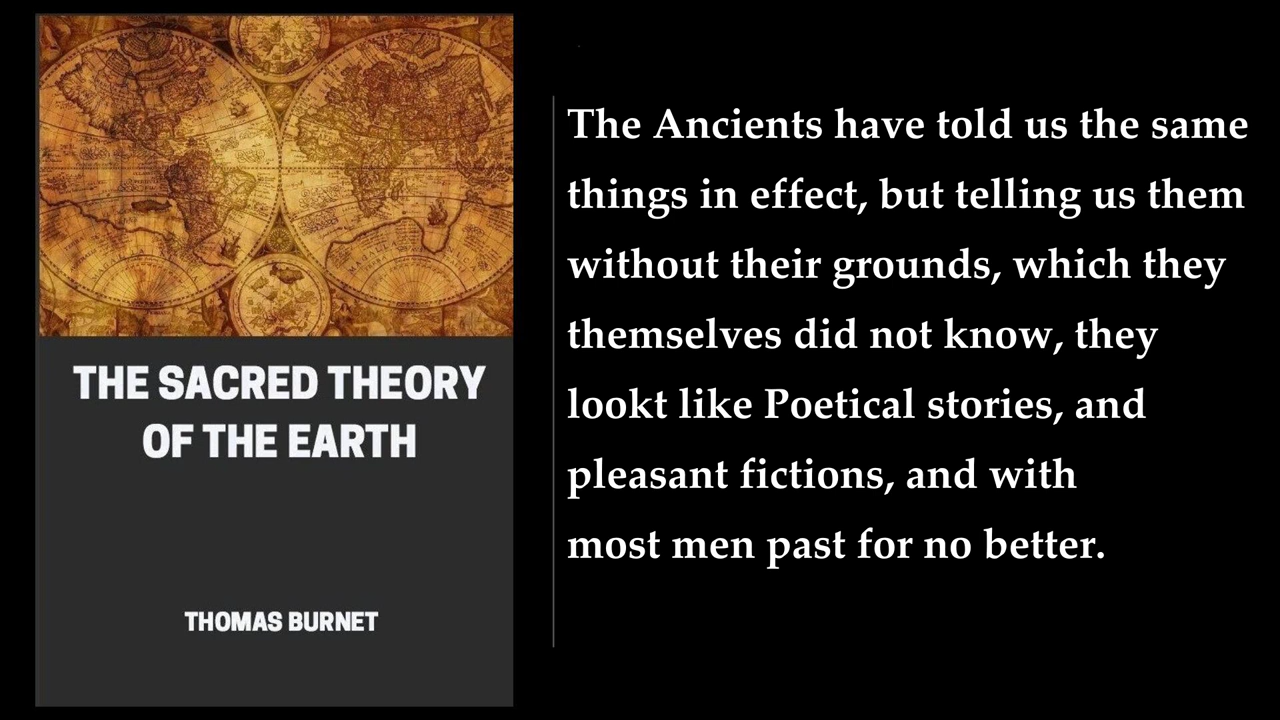 THE SACRED THEORY
OF THE EARTH
THOMAS BURNET
The Ancients have told us the same
things in effect, but telling us them
without their grounds, which they
themselves did not know, they
lookt like Poetical stories, and
pleasant fictions, and with
most men past for no better.